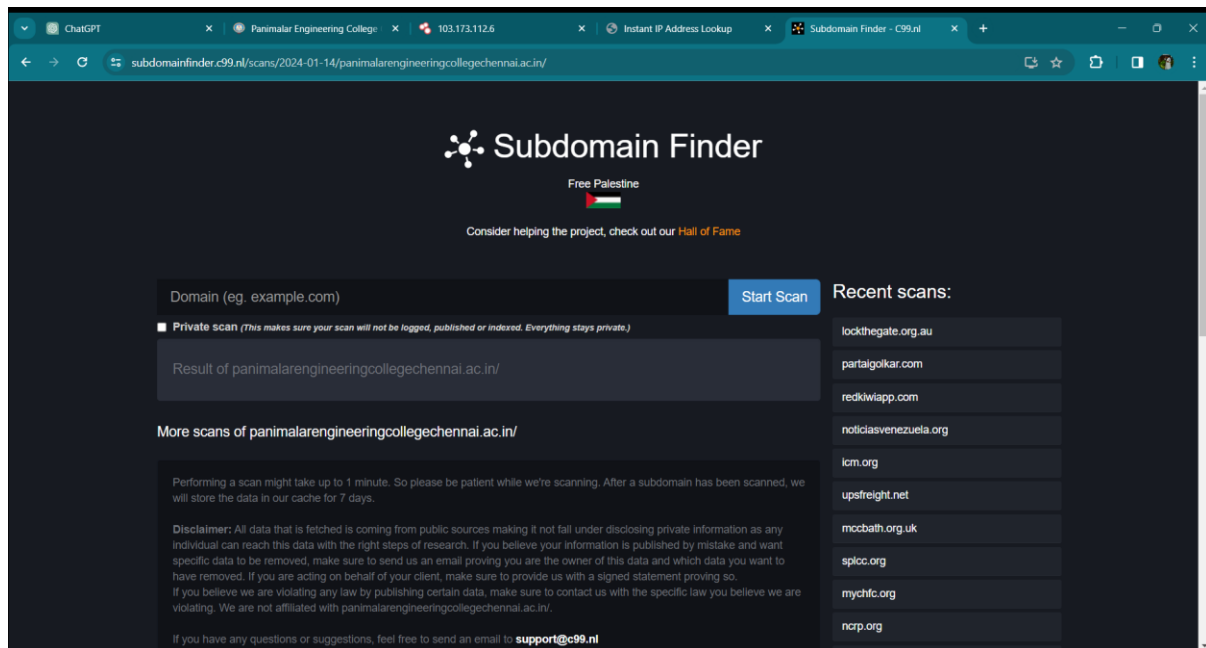 ChatGPT
Panimalar Engineering College
103.173.112.6
Instant IP Address Lookup
Subdomain Finder - C99.nl
subdomainfinder.c99.nl/scans/2024-01-14/panimalarengineeringcollegechennai.ac.in/
Subdomain Finder
Free Palestine
Consider helping the project, check out our Hall of Fame
Domain (eg. example.com)
Start Scan
Private scan (This makes sure your scan will not be logged, published or indexed. Everything stays private.)
Result of panimalarengineeringcollegechennai.ac.in/
More scans of panimalarengineeringcollegechennai.ac.in/
Performing a scan might take up to 1 minute. So please be patient while we're scanning. After a subdomain has been scanned, we
will store the data in our cache for 7 days.
Disclaimer: All data that is fetched is coming from public sources making it not fall under disclosing private information as any
individual can reach this data with the right steps of research. If you believe your information is published by mistake and want
specific data to be removed, make sure to send us an email proving you are the owner of this data and which data you want to
have removed. If you are acting on behalf of your client, make sure to provide us with a signed statement proving so.
If you believe we are violating any law by publishing certain data, make sure to contact us with the specific law you believe we are
violating. We are not affiliated with panimalarengineeringcollegechennai.ac.in/.
If you have any questions or suggestions, feel free to send an email to support@c99.nl
Recent scans:
lockthegate.org.au
partaigolkar.com
redkiwiapp.com
noticiasvenezuela.org
icm.org
upsfreight.net
mccbath.org.uk
splcc.org
mychfc.org
ncrp.org